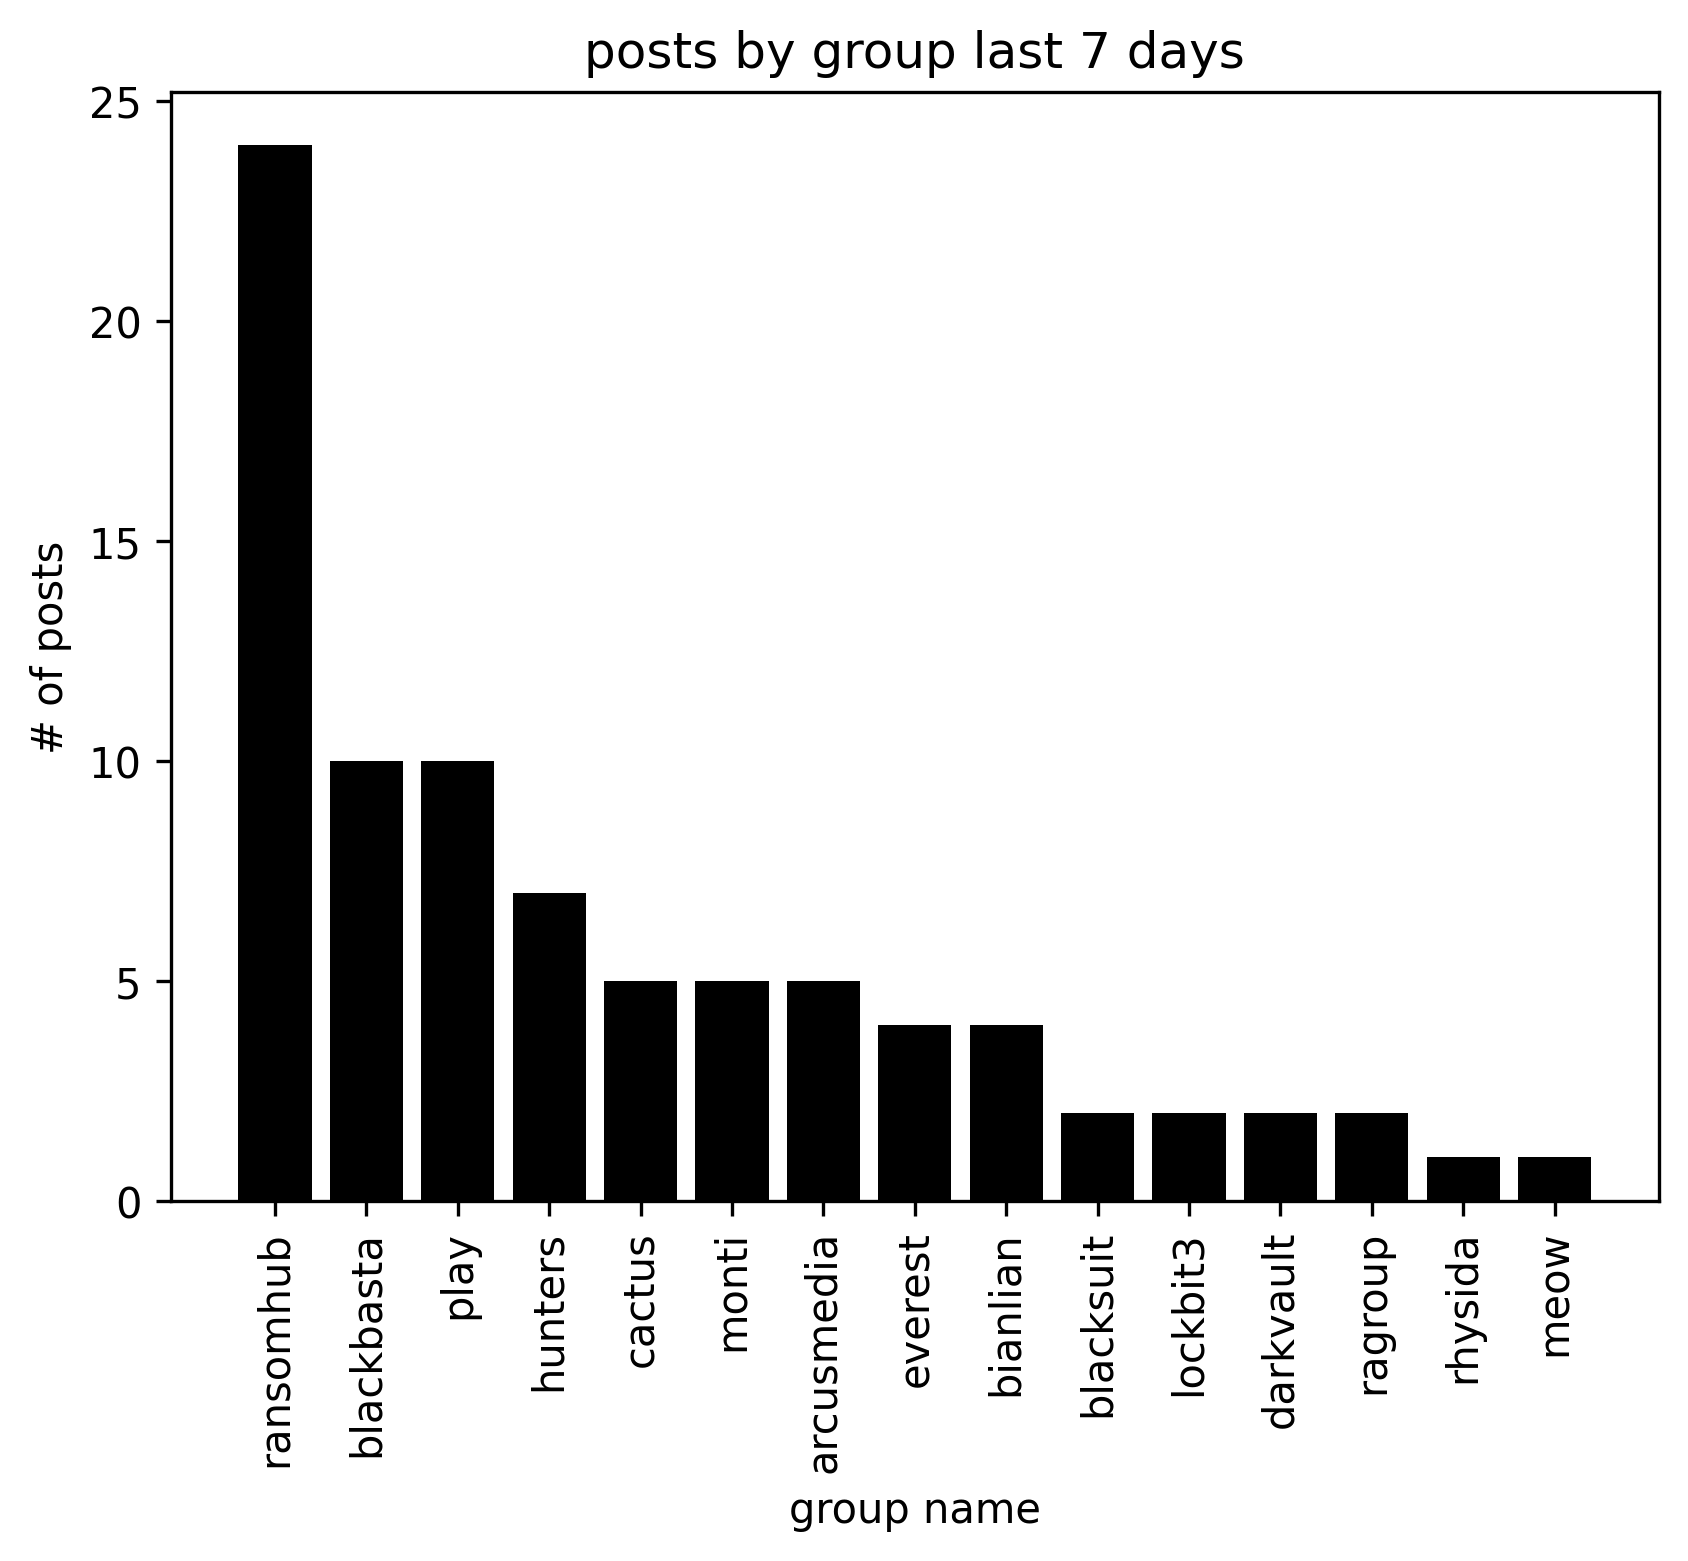 posts by group last 7 days
# of posts
25
20
15
10
5
0
ransomhub
blackbasta
play
hunters
cactus
monti
arcusmedia
everest
bianlian
blacksuit
lockbit3
darkvault
ragroup
rhysida
meow
group name